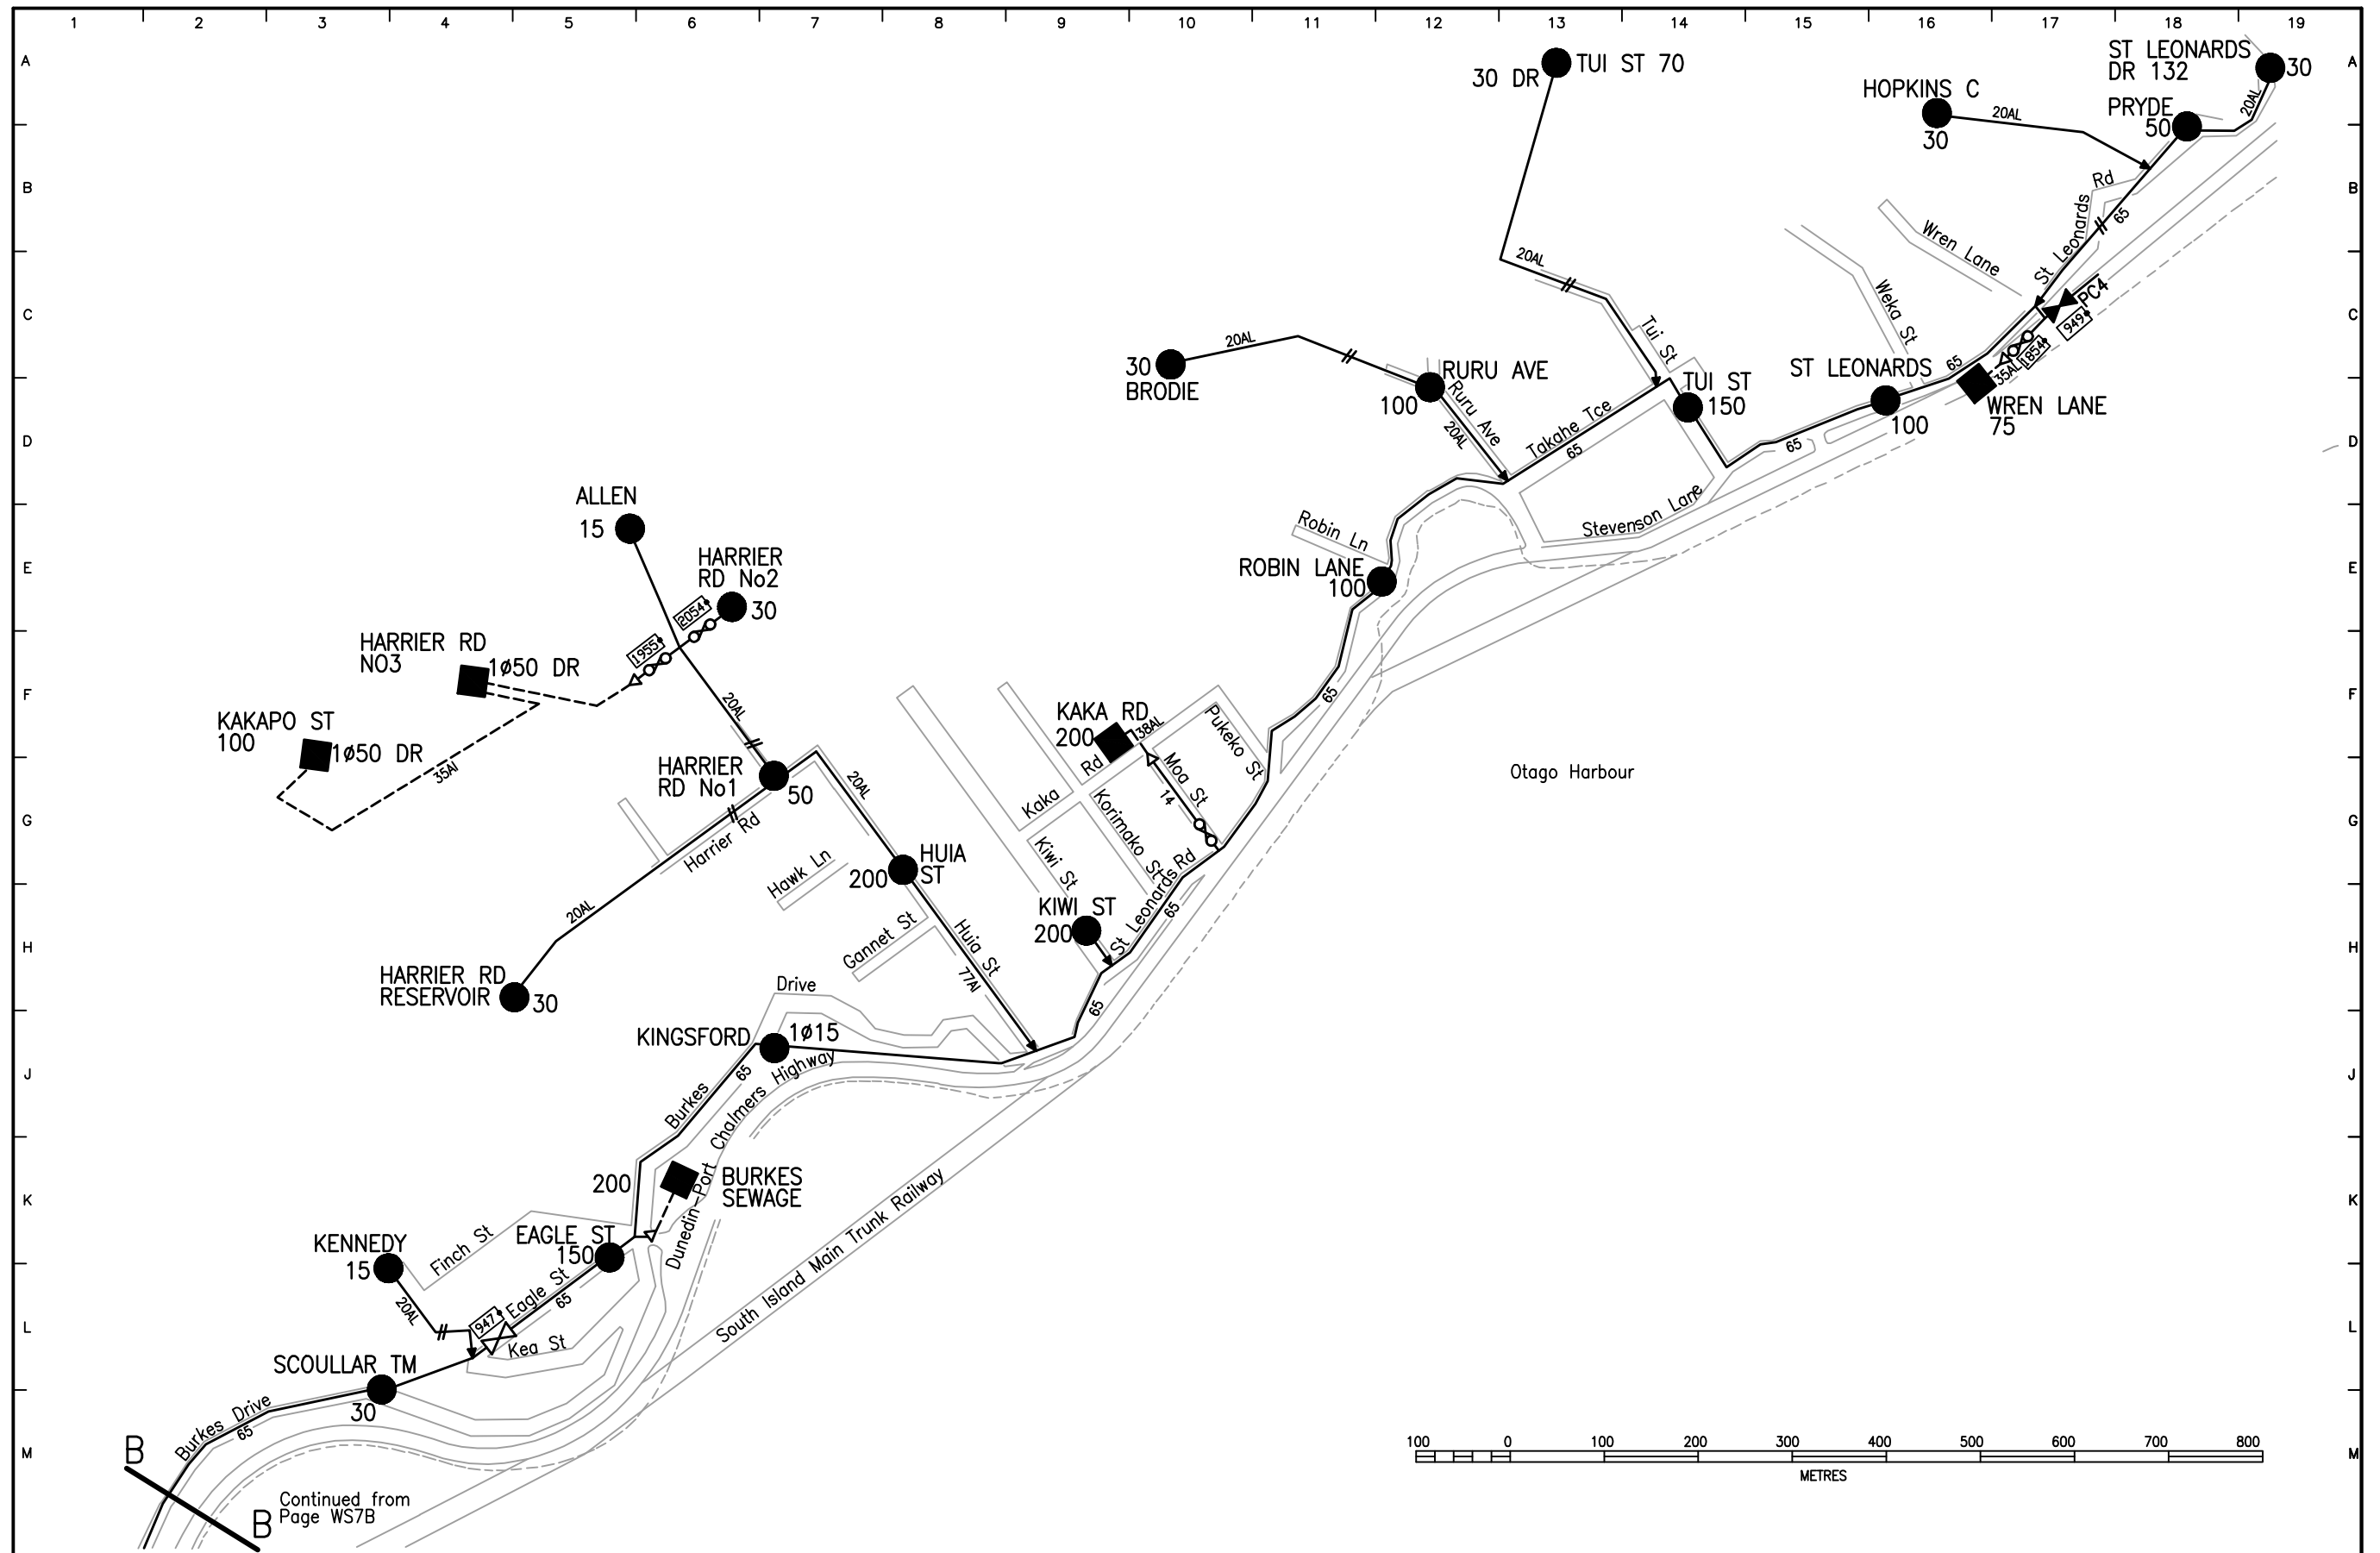 1 2 3 4 5 6 7 8 9 10 11 12 13 14 15 16 17 18 19
A
A
30 DR
TUI ST 70
ST LEONARDS
DR 132
30
HOPKINS C
30
20AL
PRYDE
50
20AL
B
B
St Leonards Rd
65
Wren Lane
20AL
C
C
Tui St
Weka St
PC4
949
1854
35AL
65
20AL
30
BRODIE
RURU AVE
100
TUI ST
150
ST LEONARDS
100
WREN LANE
75
D
D
Ruru Ave
20AL
Takahe Tce
65
65
Stevenson Lane
ALLEN
15
HARRIER
RD No2
30
2054
E
E
Robin Ln
ROBIN LANE
100
1955
HARRIER RD
NO3
1ø50 DR
F
F
20AL
65
KAKAPO ST
100
1ø50 DR
35Al
KAKA RD
200
138AL
Pukeko St
HARRIER
RD No1
50
20AL
Kaka Rd
Moa St
14
Otago Harbour
G
G
Harrier Rd
Korimako St
Kiwi St
Hawk Ln
HUIA
ST
200
St Leonards Rd
65
20AL
KIWI ST
200
H
H
Gannet St
Huia St
77Al
HARRIER RD
RESERVOIR
30
Drive
65
KINGSFORD
1ø15
J
J
Burkes
65
Dunedin-Port Chalmers Highway
K
K
200
BURKES
SEWAGE
South Island Main Trunk Railway
KENNEDY
15
Finch St
EAGLE ST
150
20AL
947
Eagle St
65
L
L
Kea St
SCOULLAR TM
30
Burkes Drive
65
M
M
B
B
Continued from
Page WS7B
100 0 100 200 300 400 500 600 700 800
METRES